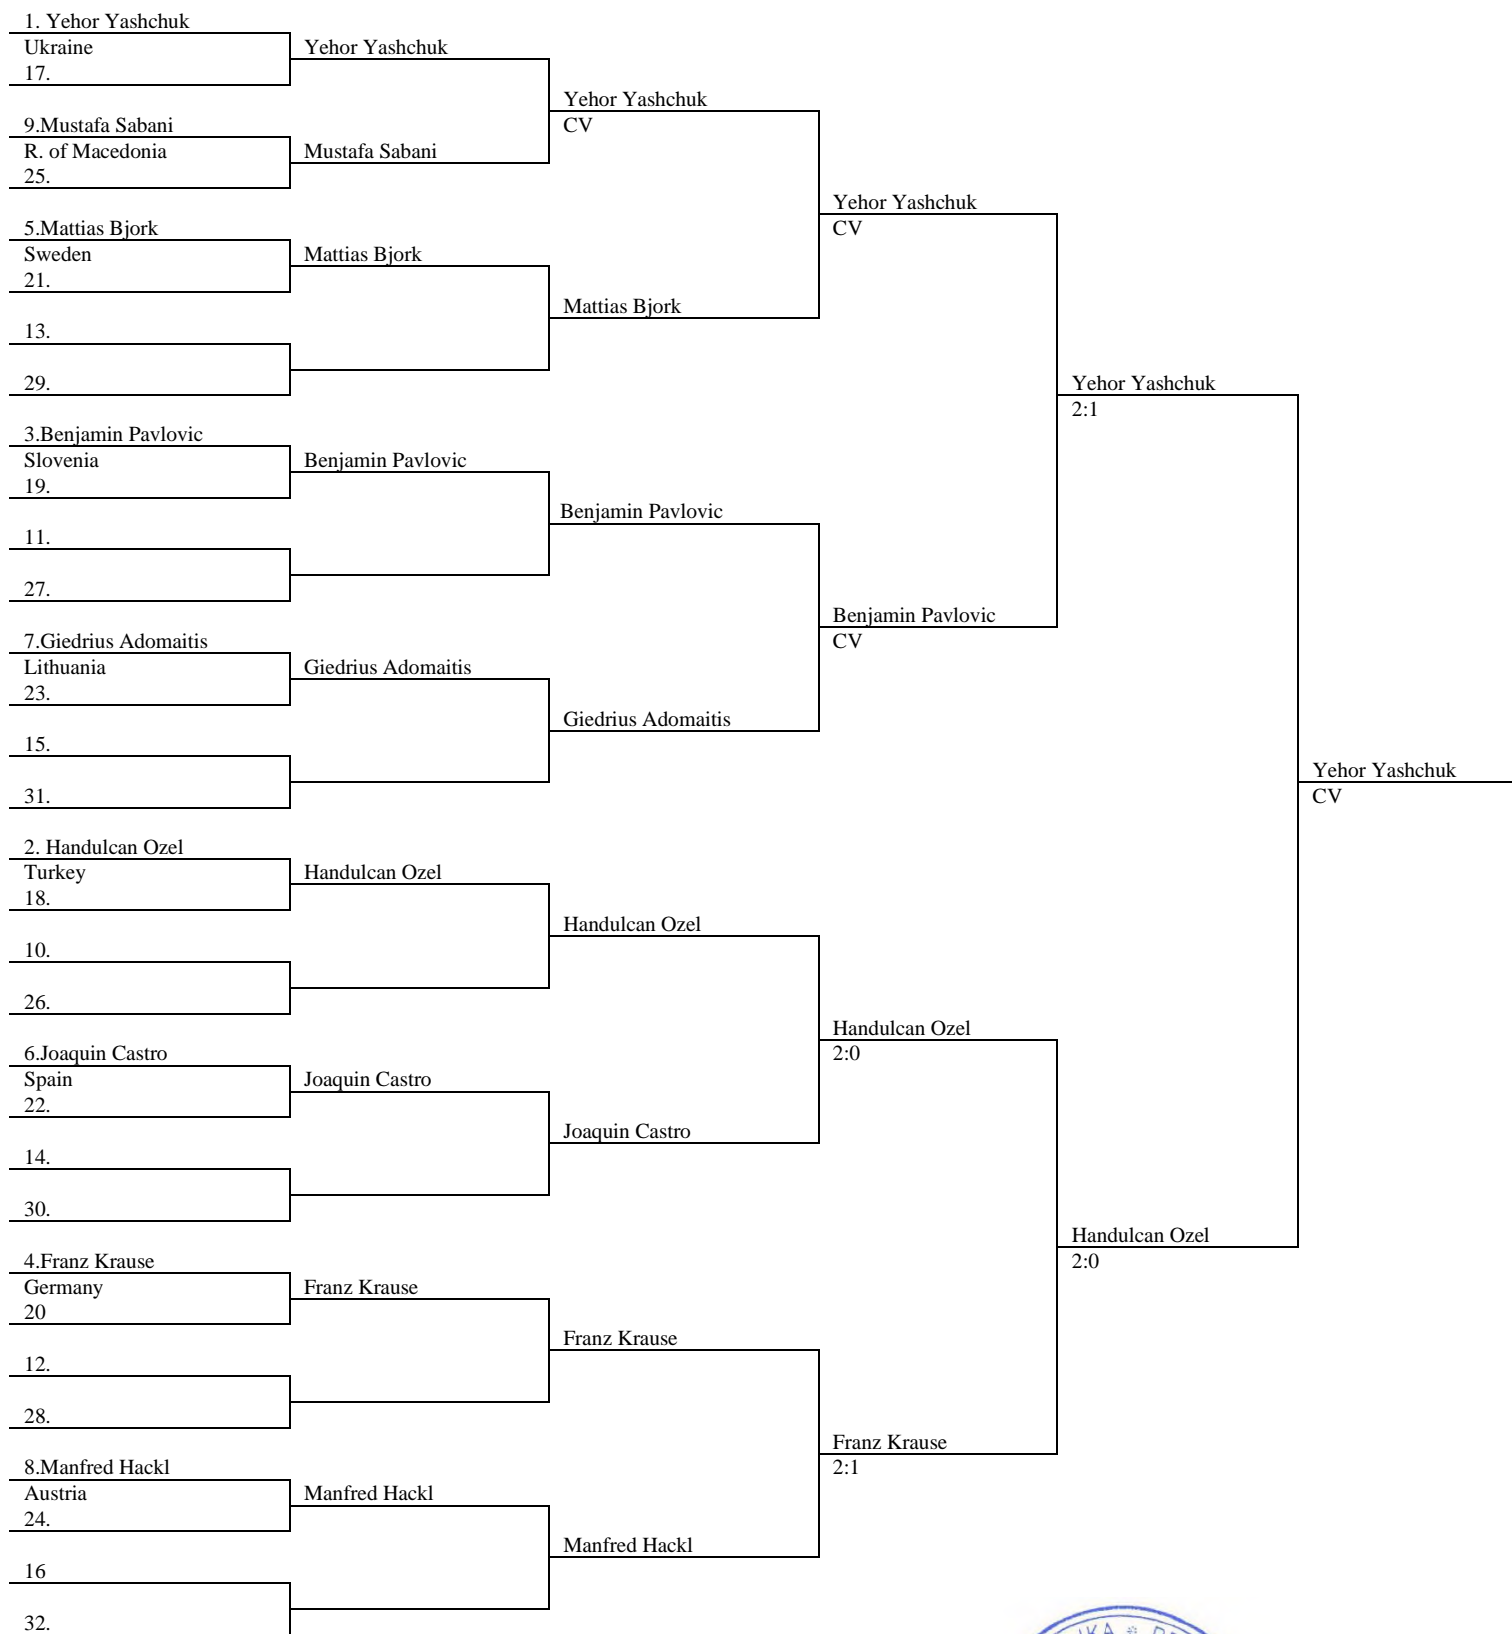 1. Yehor Yashchuk
Ukraine
17.
9.Mustafa Sabani
R. of Macedonia
25.
5.Mattias Bjork
Sweden
21.
13.
29.
3.Benjamin Pavlovic
Slovenia
19.
11.
27.
7.Giedrius Adomaitis
Lithuania
23.
15.
31.
2. Handulcan Ozel
Turkey
18.
10.
26.
6.Joaquin Castro
Spain
22.
14.
30.
4.Franz Krause
Germany
20
12.
28.
8.Manfred Hackl
Austria
24.
16
32.
Yehor Yashchuk
Mustafa Sabani
Mattias Bjork
Benjamin Pavlovic
Giedrius Adomaitis
Handulcan Ozel
Joaquin Castro
Franz Krause
Manfred Hackl
Yehor Yashchuk
CV
Mattias Bjork
Benjamin Pavlovic
Giedrius Adomaitis
Handulcan Ozel
Joaquin Castro
Franz Krause
Manfred Hackl
Yehor Yashchuk
CV
Benjamin Pavlovic
CV
Handulcan Ozel
2:0
Franz Krause
2:1
Yehor Yashchuk
2:1
Handulcan Ozel
2:0
Yehor Yashchuk
CV